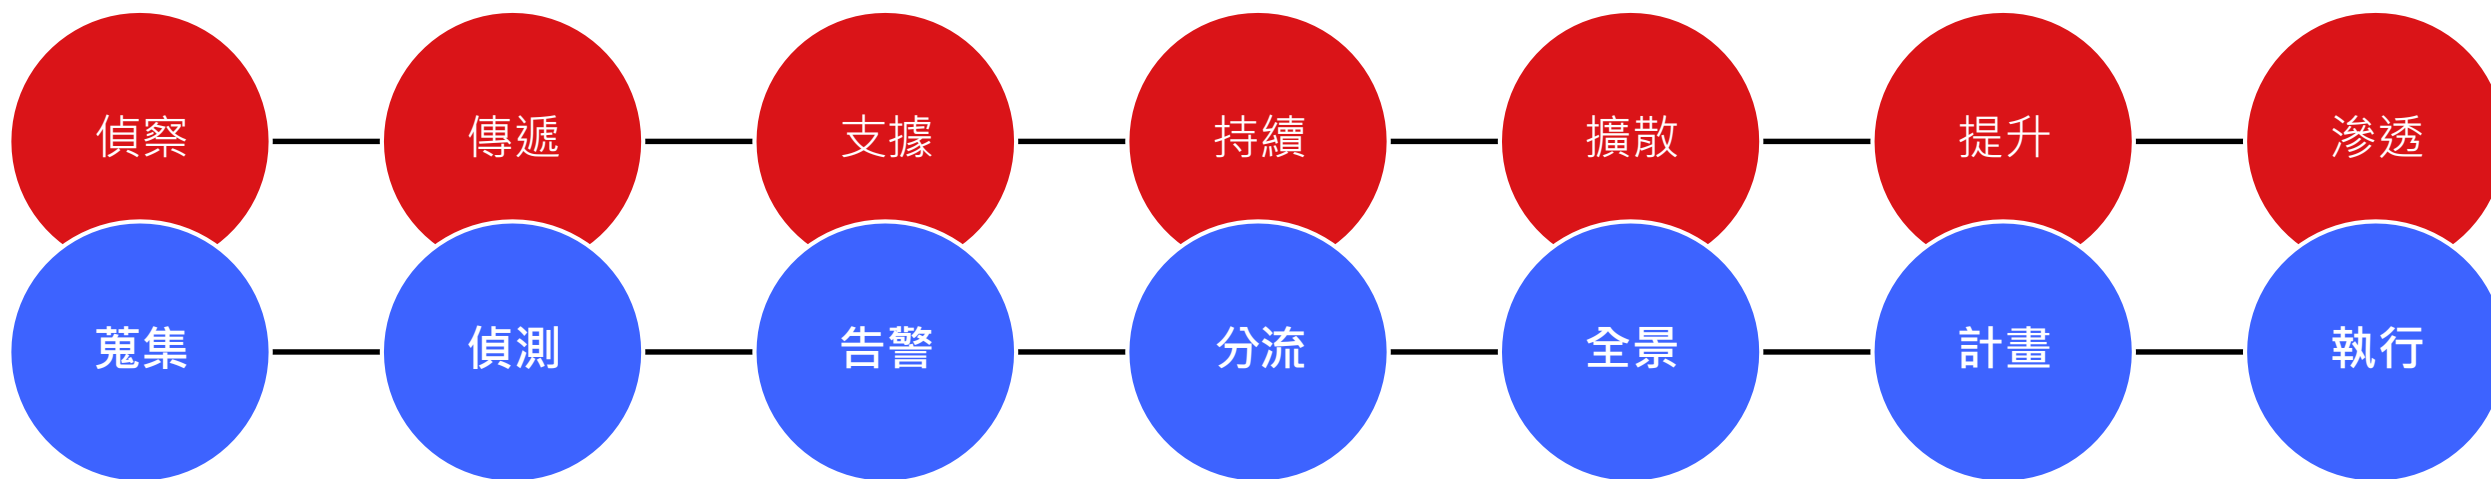 偵察 傳遞 支據 持續 擴散 提升 滲透
蒐集 偵測 告警 分流 全景 計畫 執行